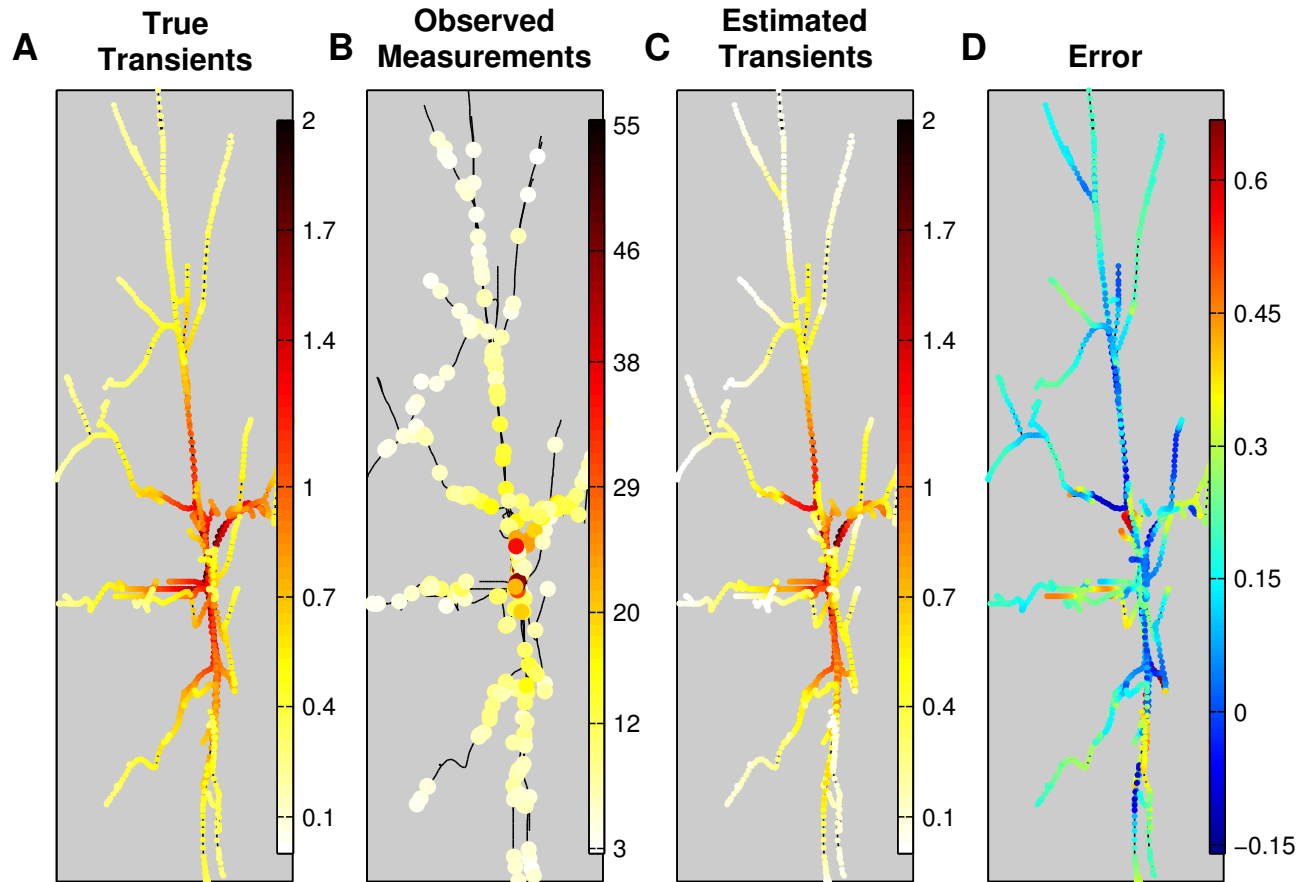 A
True
Transients
B
Observed
Measurements
C
Estimated
Transients
D
Error
2
1.7
1.4
1
0.7
0.4
0.1
55
46
38
29
20
12
3
2
1.7
1.4
1
0.7
0.4
0.1
0.6
0.45
0.3
0.15
0
−0.15